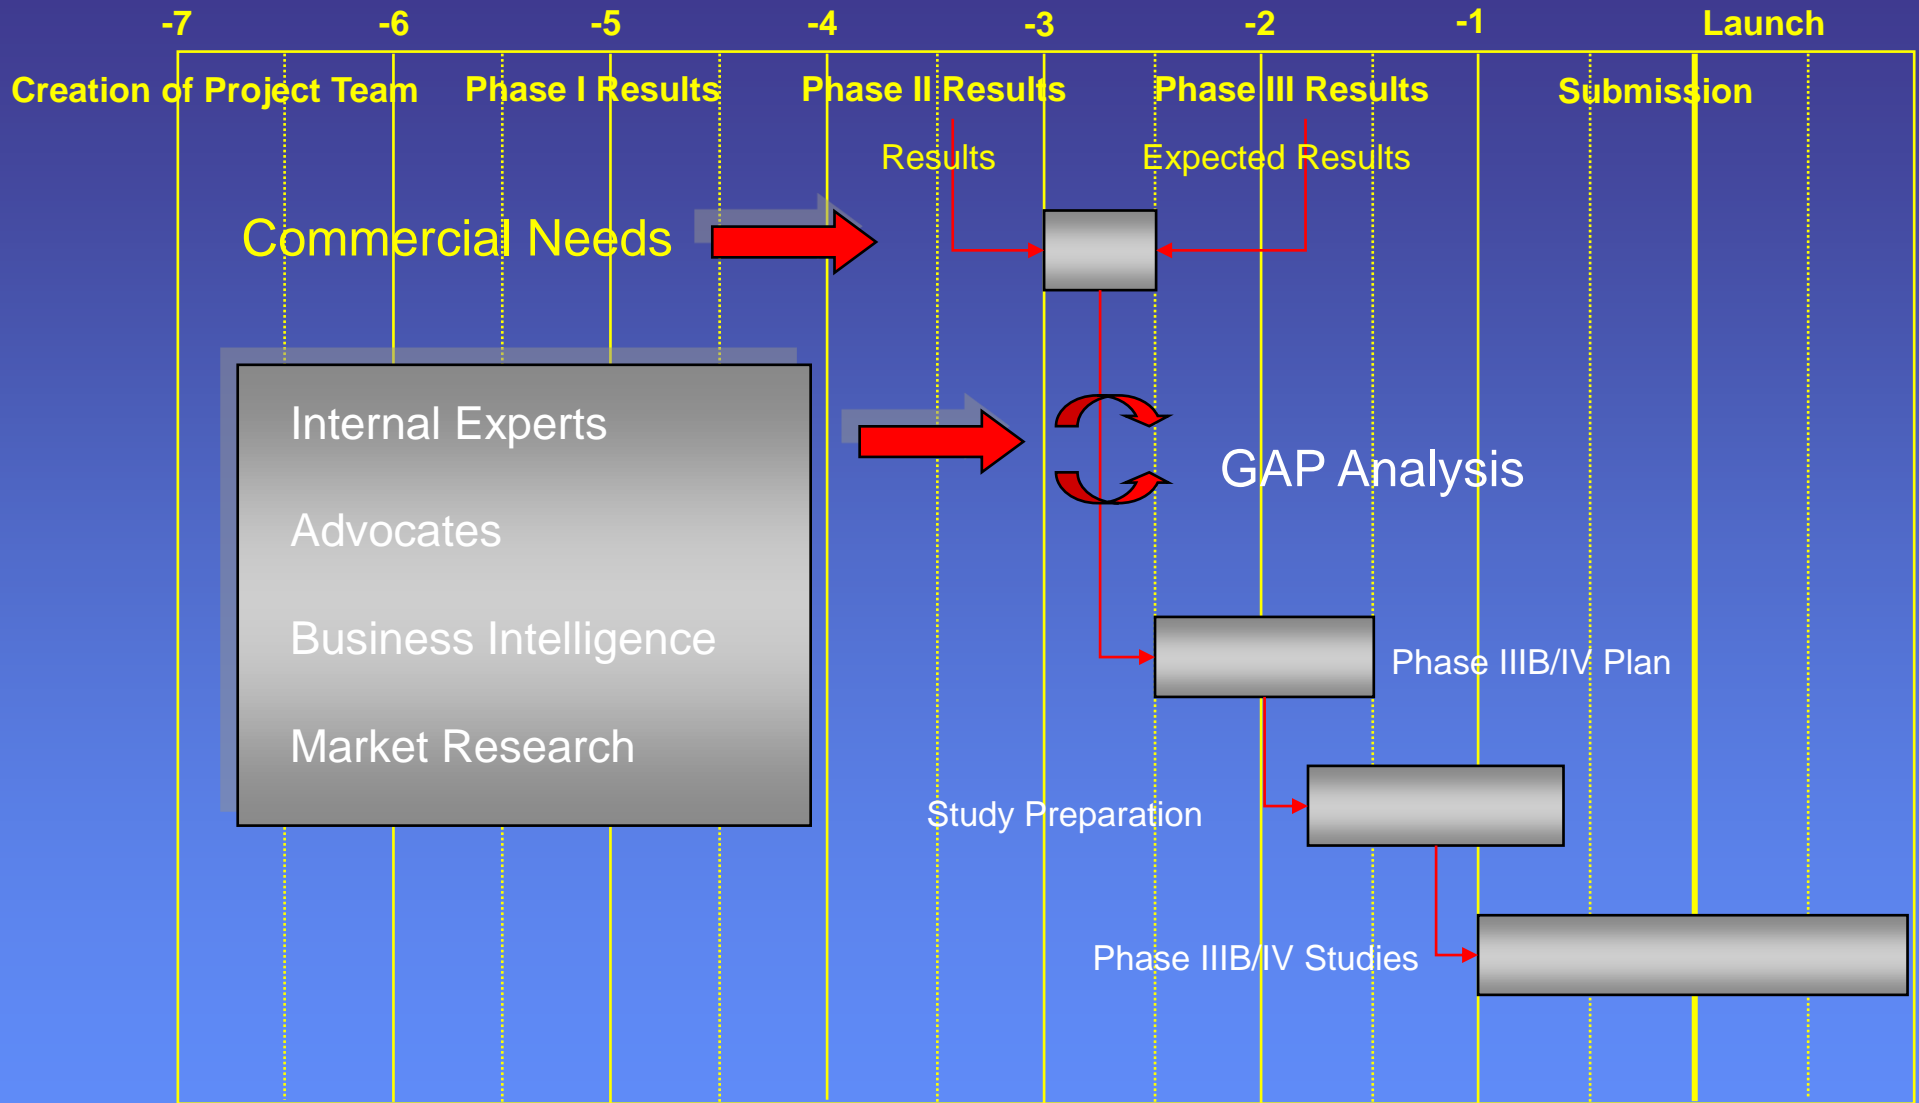 -7 -6 -5 -4 -3 -2 -1 Launch
Creation of Project Team Phase I Results Phase II Results Phase III Results Submission
Results Expected Results
Commercial Needs
Internal Experts
GAP Analysis
Advocates
Business Intelligence
Phase IIIB/IV Plan
Market Research
Study Preparation
Phase IIIB/IV Studies